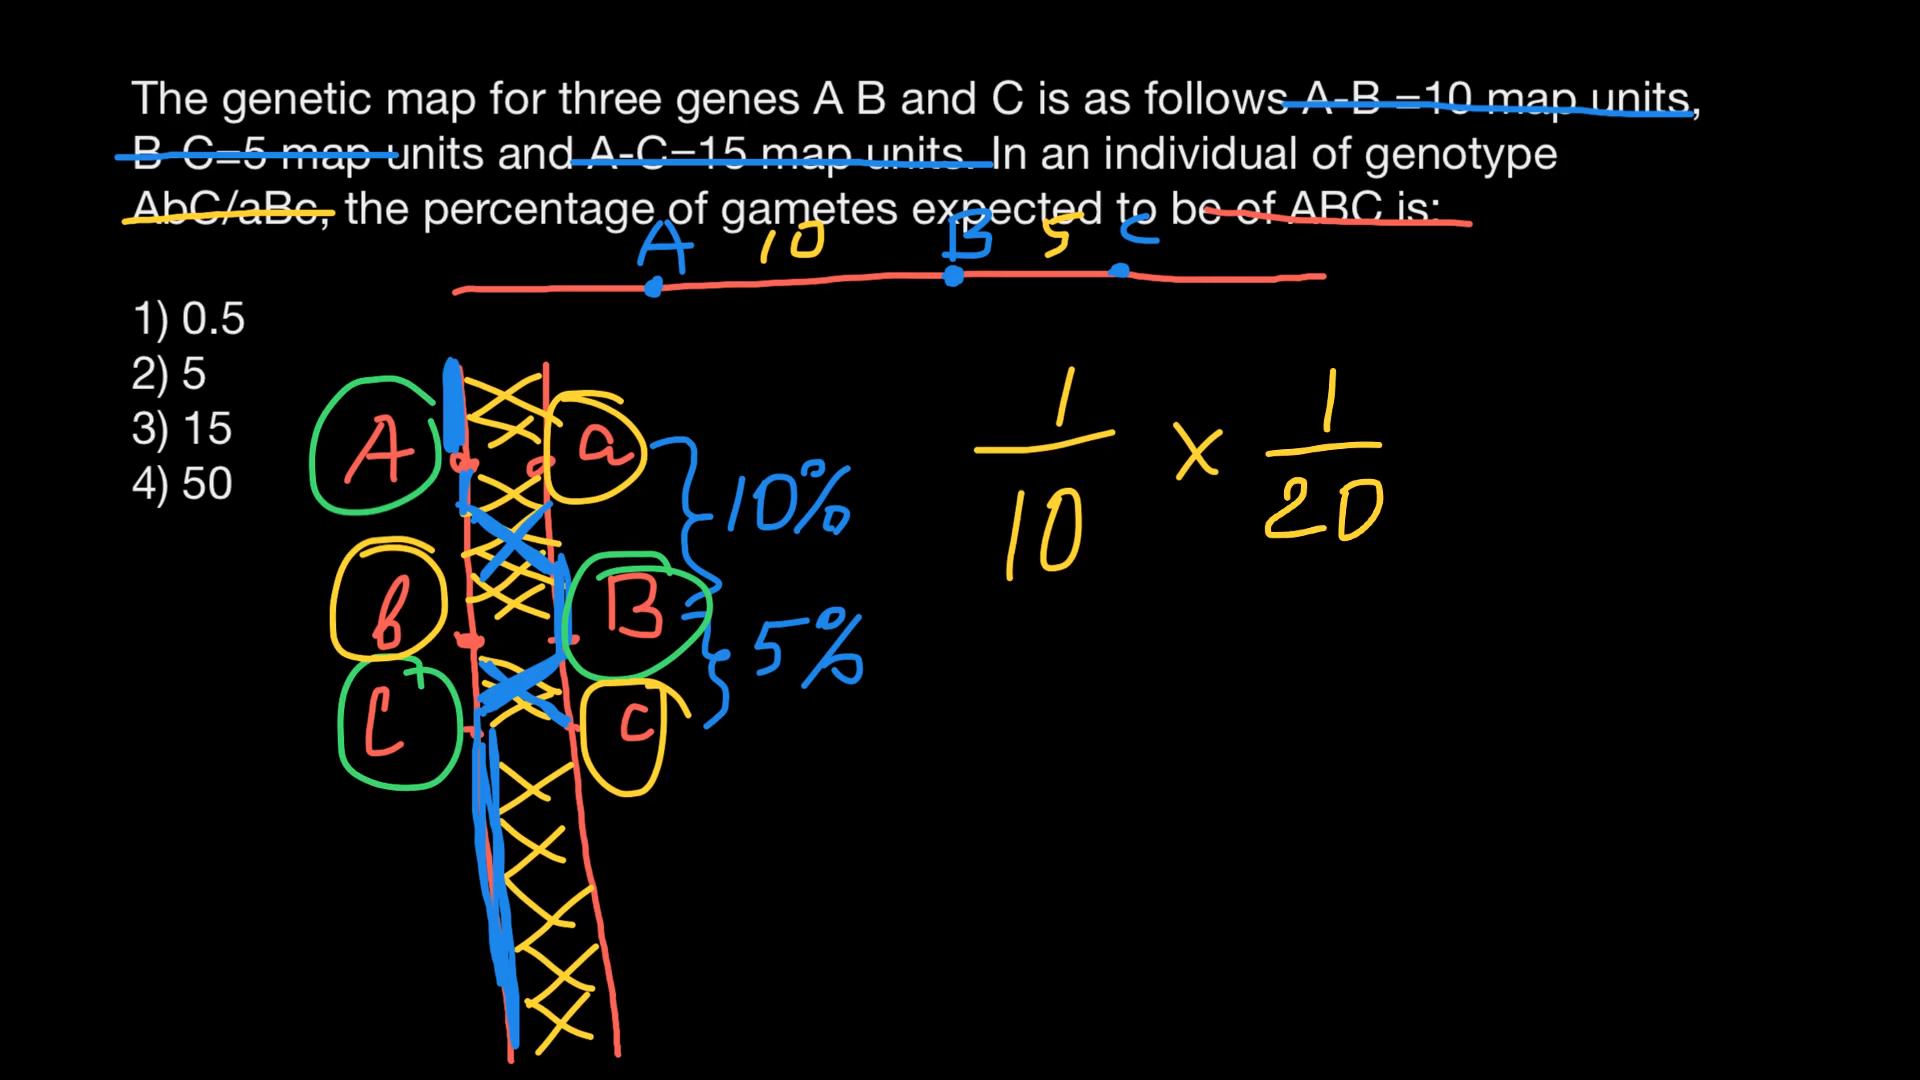 The genetic map for three genes A B and C is as follows A-B =10 map units,
B-C=5 map units and A-C=15 map units. In an individual of genotype
AbC/aBc, the percentage of gametes expected to be of ABC is:
A 10 B 5 C
1) 0.5
2) 5
3) 15
4) 50
A a
10%
b B
5%
C c
1/10 x 1/20